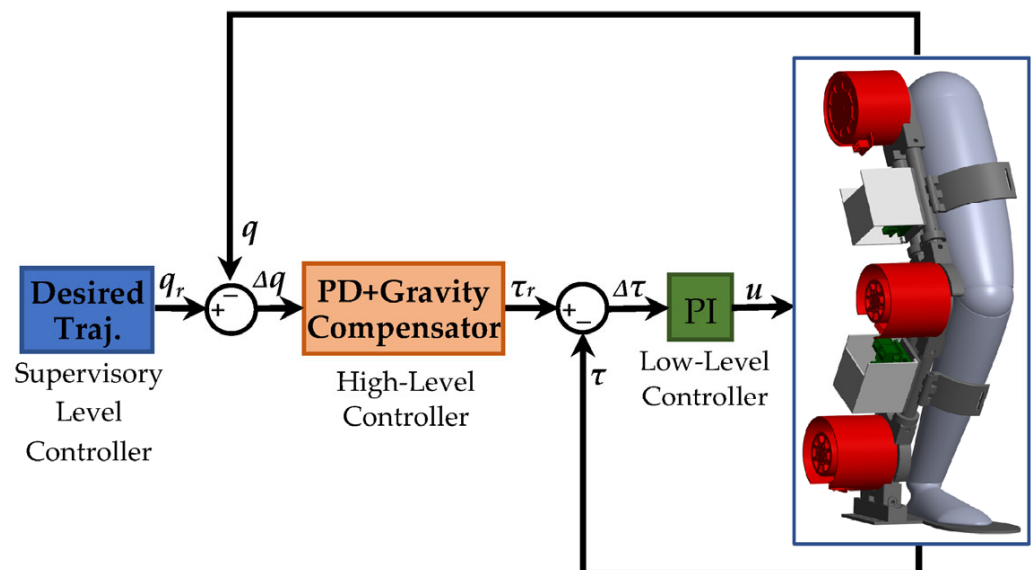 q
Desired
Traj.
q_r
−
+
Δq
PD+Gravity
Compensator
τ_r
+
−
Δτ
PI
u
τ
Supervisory
Level
Controller
High-Level
Controller
Low-Level
Controller